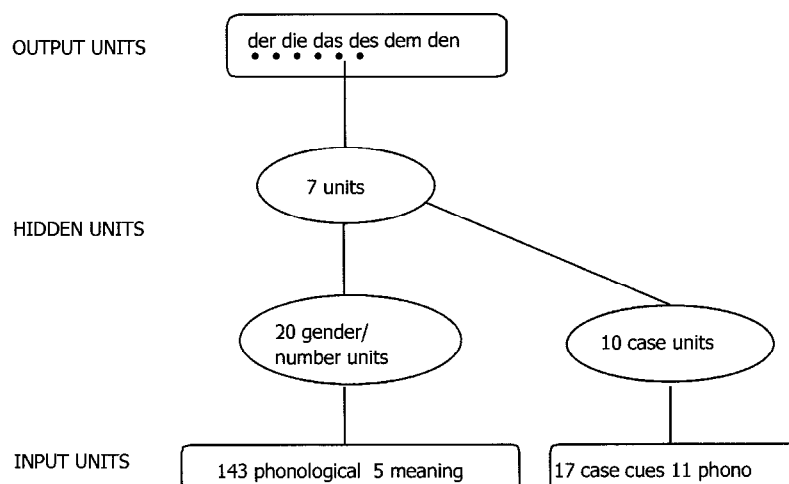 OUTPUT UNITS
der die das des dem den
7 units
HIDDEN UNITS
20 gender/
number units
10 case units
INPUT UNITS
143 phonological 5 meaning
17 case cues 11 phono